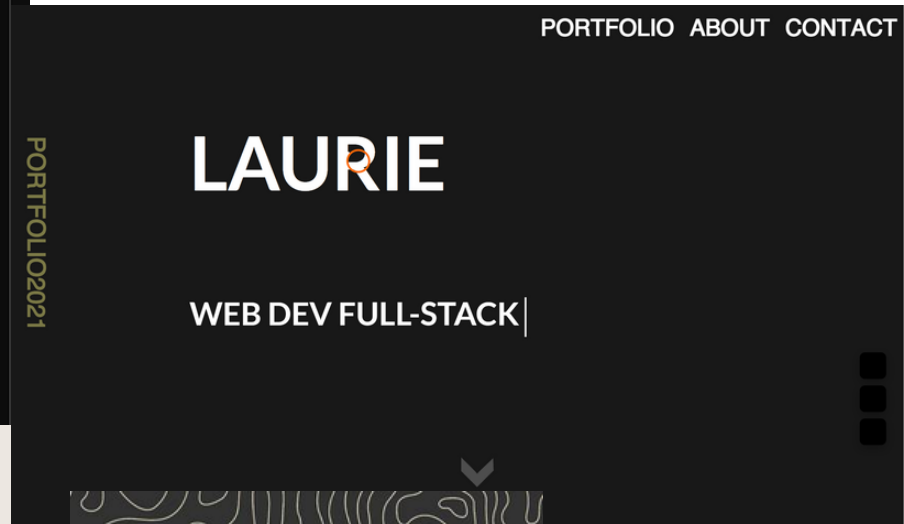 PORTFOLIO ABOUT CONTACT
LAURIE
PORTFOLIO2021
WEB DEV FULL-STACK